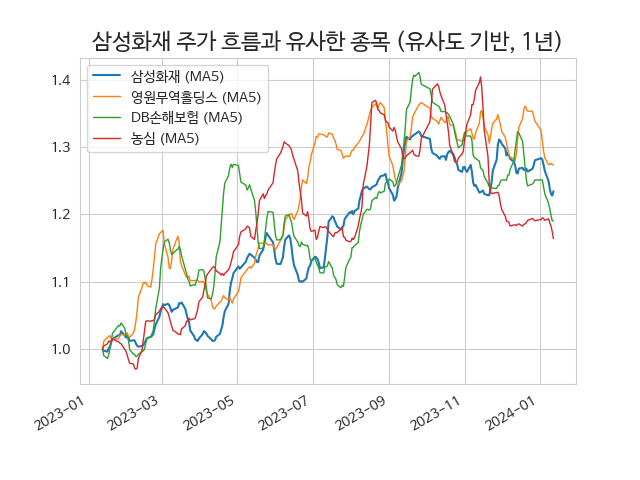 삼성화재 주가 흐름과 유사한 종목 (유사도 기반, 1년)
삼성화재 (MA5)
영원무역홀딩스 (MA5)
DB손해보험 (MA5)
농심 (MA5)
1.4
1.3
1.2
1.1
1.0
2023-01
2023-03
2023-05
2023-07
2023-09
2023-11
2024-01